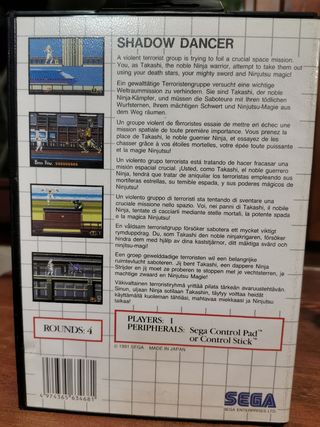 SHADOW DANCER
A violent terrorist group is trying to foil a crucial space mission.
You, as Takashi, the noble Ninja warrior, attempt to take them out
using your death stars, your mighty sword and Ninjutsu magic!
Ein gewalttätige Terroristengruppe versucht eine wichtige
Weltraummission zu verhindern. Sie sind Takashi, der noble
Ninja-Kämpfer, und müssen die Saboteure mit Ihren tödlichen
Wurfsternen, Ihrem mächtigen Schwert und Ninjutsu-Magie aus
dem Weg räumen.
Un groupe violent de terroristes essaie de mettre en échec une
mission spatiale de toute première importance. Vous prenez la
place de Takashi, le noble guerrier Ninja, et essayez de les
chasser grâce à vos étoiles mortelles, votre épée toute puissante
et la magie Ninjutsu!
Un violento grupo terrorista está tratando de hacer fracasar una
misión espacial crucial. ¡Usted, como Takashi, el noble guerrero
Ninja, tendrá que tratar de aniquilar los terroristas empleando sus
mortíferas estrellas, su temible espada, y sus poderes mágicos de
Ninjutsu!
Un violento gruppo di terroristi sta tentando di sventare una
cruciale missione nello spazio. Voi, nei panni di Takashi, il nobile
Ninja, tentate di cacciarli mediante stelle mortali, la potente spada
o la magica Ninjutsu!
En våldsam terroristgrupp försöker sabotera ett mycket viktigt
rymduppdrag. Du, som Takashi den noble ninjakrigaren, försöker
hindra dem med hjälp av dina kaststjärnor, ditt mäktiga svärd och
ninjutsu-magi!
Een groep gewelddadige terroristen wil een belangrijke
ruimtevlucht saboteren. Jij bent Takashi, een dappere Ninja
Strijder en jij moet ze proberen te stoppen met je vechtsterren, je
machtige zwaard en Ninjutsu Magie!
Väkivaltainen terroristiryhmä yrittää pilata tärkeän avaruustehtävän.
Sinun, uljaan Ninja sotilaan Takashin, täytyy voittaa heidät
käyttämällä kuoleman tähtiäsi, mahtavaa miekkaasi ja Ninjutsu
taikaa!
ROUNDS: 4
PLAYERS: 1
PERIPHERALS: Sega Control Pad™
or Control Stick™
© 1991 SEGA MADE IN JAPAN
4 974365 634681
SEGA
SEGA ENTERPRISES LTD.